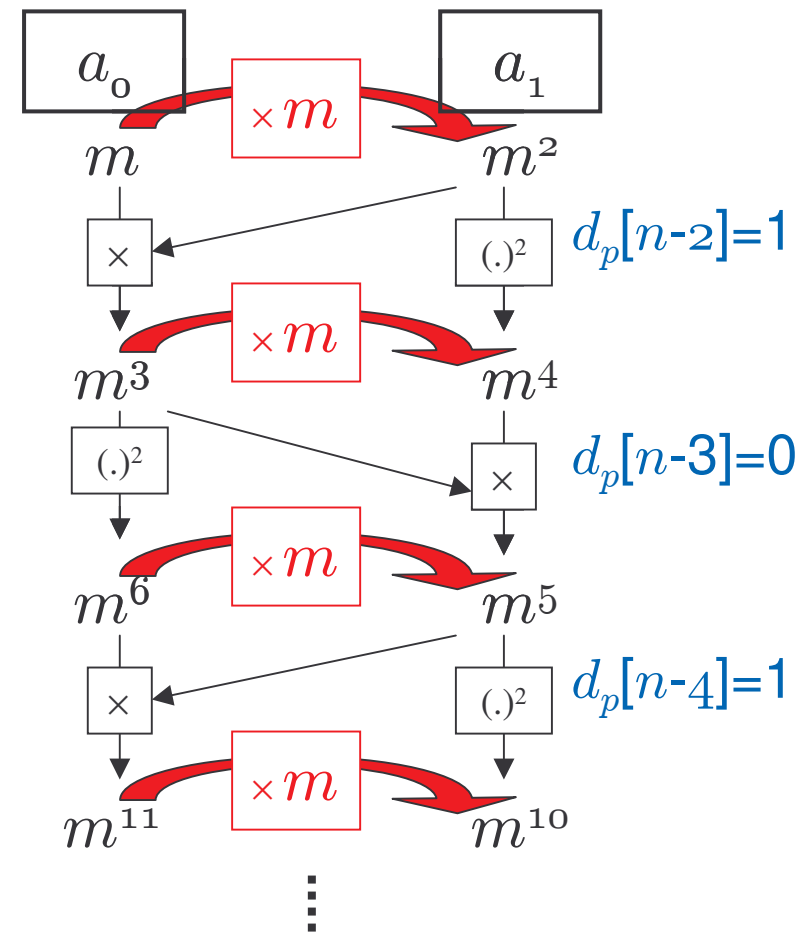 a₀ a₁
× m
m m²
× (.)² dₚ[n-2]=1
× m
m³ m⁴
(.)² × dₚ[n-3]=0
× m
m⁶ m⁵
× (.)² dₚ[n-4]=1
× m
m¹¹ m¹⁰